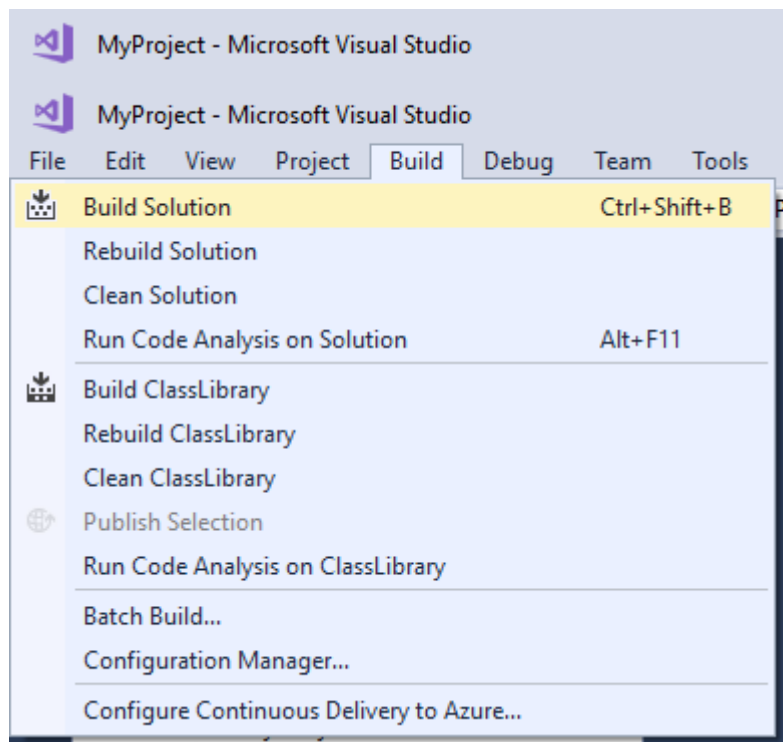 MyProject - Microsoft Visual Studio
MyProject - Microsoft Visual Studio
File Edit View Project Build Debug Team Tools
Build Solution Ctrl+Shift+B
Rebuild Solution
Clean Solution
Run Code Analysis on Solution Alt+F11
Build ClassLibrary
Rebuild ClassLibrary
Clean ClassLibrary
Publish Selection
Run Code Analysis on ClassLibrary
Batch Build...
Configuration Manager...
Configure Continuous Delivery to Azure...